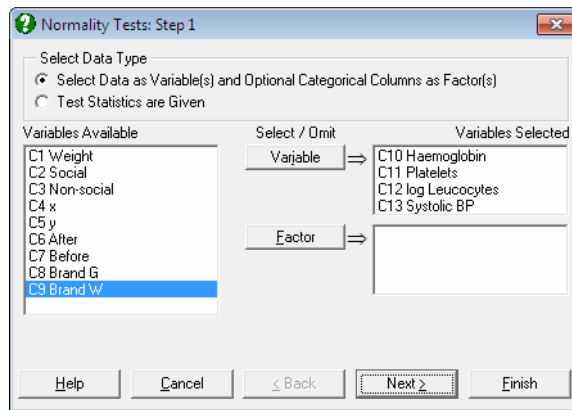 Normality Tests: Step 1
Select Data Type
Select Data as Variable(s) and Optional Categorical Columns as Factor(s)
Test Statistics are Given
Variables Available
Select / Omit
Variables Selected
C1 Weight
C2 Social
C3 Non-social
C4 x
C5 y
C6 After
C7 Before
C8 Brand G
C9 Brand W
Variable
C10 Haemoglobin
C11 Platelets
C12 log Leucocytes
C13 Systolic BP
Factor
Help
Cancel
< Back
Next >
Finish